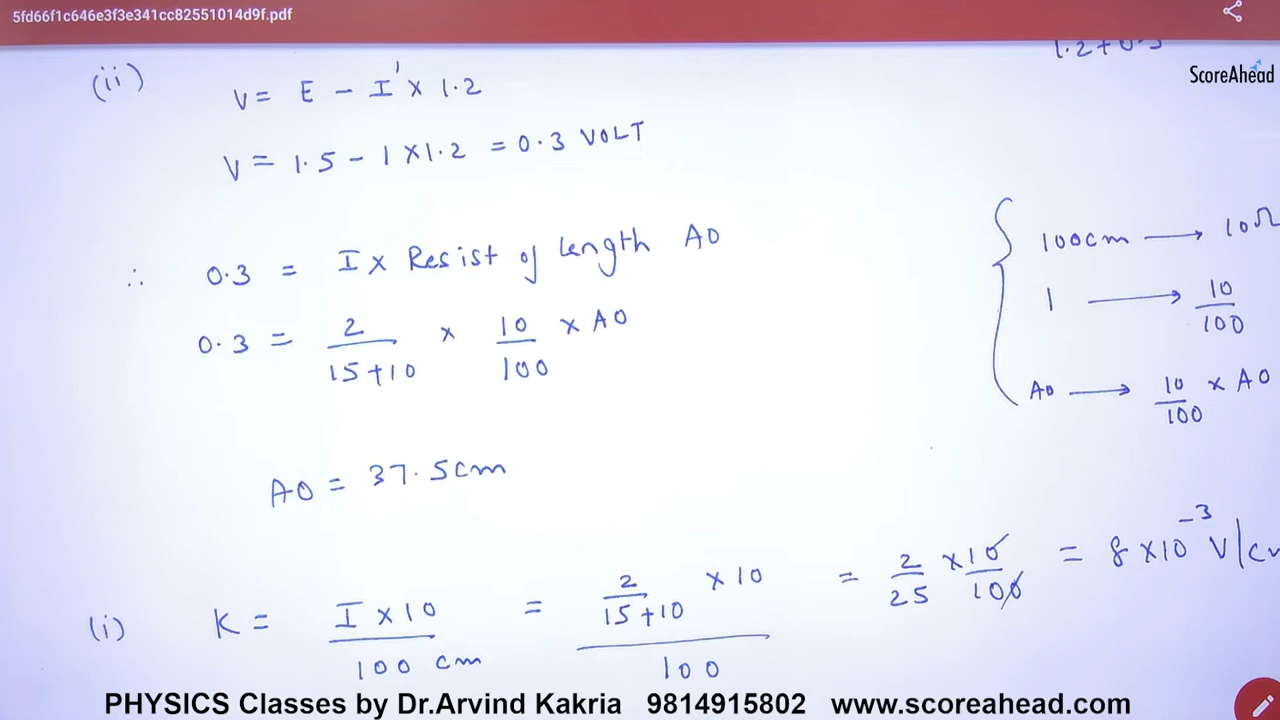 5fd66f1c646e3f3e341cc82551014d9f.pdf
ScoreAhead
(ii) V = E - I' × 1.2
V = 1.5 - 1 × 1.2 = 0.3 VOLT
∴ 0.3 = I × Resist of length AO
0.3 = 2/(15+10) × 10/100 × AO
AO = 37.5cm
100cm → 10Ω
1 → 10/100
AO → 10/100 × AO
(i) K = (I × 10)/(100 cm) = (2/(15+10) × 10)/100 = 2/25 × 10/100 = 8 × 10⁻³ V/cm
PHYSICS Classes by Dr.Arvind Kakria 9814915802 www.scoreahead.com